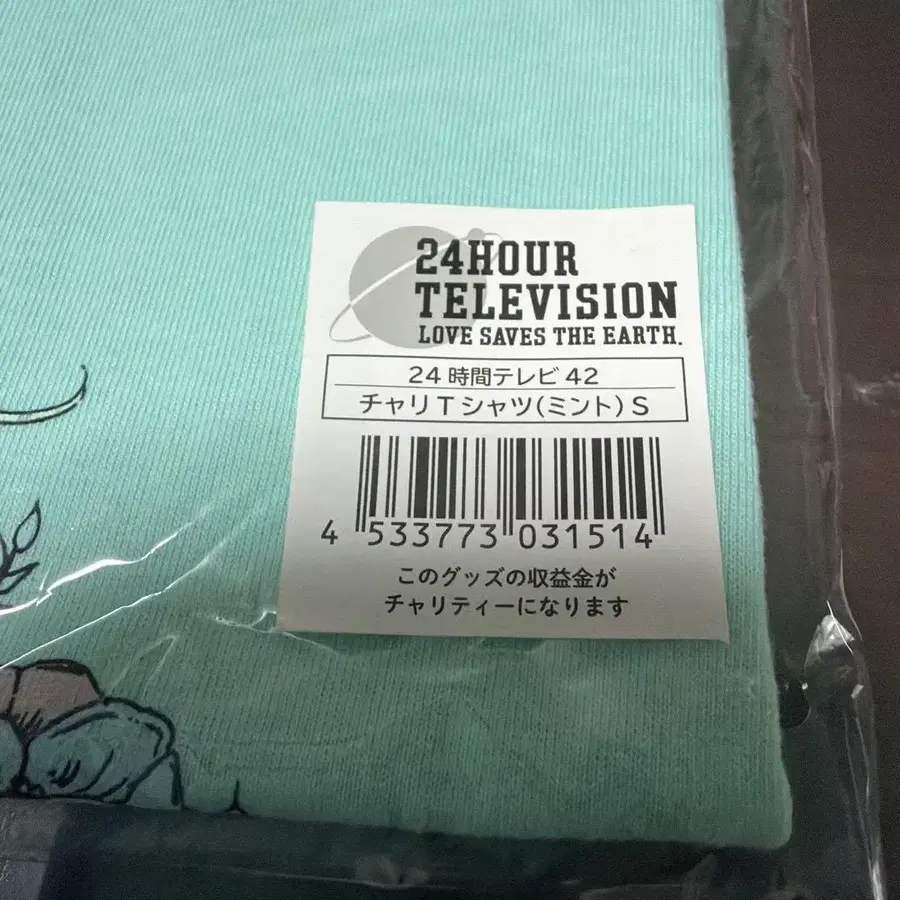 24HOUR
TELEVISION
LOVE SAVES THE EARTH.
24時間テレビ42
チャリTシャツ(ミント)S
4 533773 031514
このグッズの収益金が
チャリティーになります